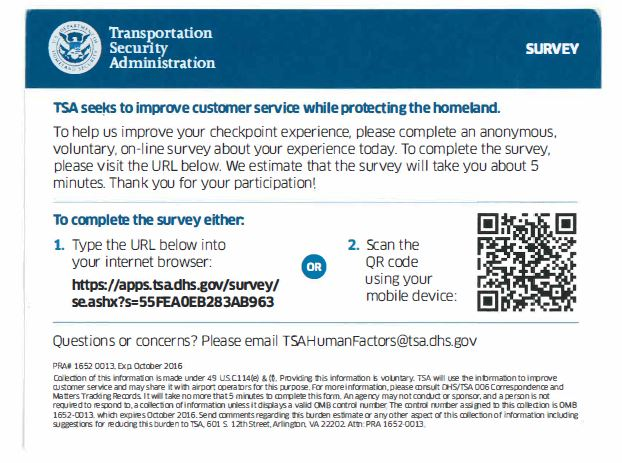 Transportation
Security
Administration
SURVEY
TSA seeks to improve customer service while protecting the homeland.
To help us improve your checkpoint experience, please complete an anonymous,
voluntary, on-line survey about your experience today. To complete the survey,
please visit the URL below. We estimate that the survey will take you about 5
minutes. Thank you for your participation!
To complete the survey either:
1. Type the URL below into
your internet browser:
https://apps.tsa.dhs.gov/survey/
se.ashx?s=55FEA0EB283AB963
OR
2. Scan the
QR code
using your
mobile device:
Questions or concerns? Please email TSAHumanFactors@tsa.dhs.gov
PRA# 1652 0013, Exp October 2016
Collection of this information is made under 49 U.S.C.114(e) & (f). Providing this information is voluntary. TSA will use the information to improve
customer service and may share it with airport operators for this purpose. For more information, please consult DHS/TSA 006 Correspondence and
Matters Tracking Records. It will take no more that 5 minutes to complete this form. An agency may not conduct or sponsor, and a person is not
required to respond to, a collection of information unless it displays a valid OMB control number. The control number assigned to this collection is OMB
1652-0013, which expires October 2016. Send comments regarding this burden estimate or any other aspect of this collection of information including
suggestions for reducing this burden to TSA, 601 S. 12th Street, Arlington, VA 22202. Attn: PRA 1652-0013.